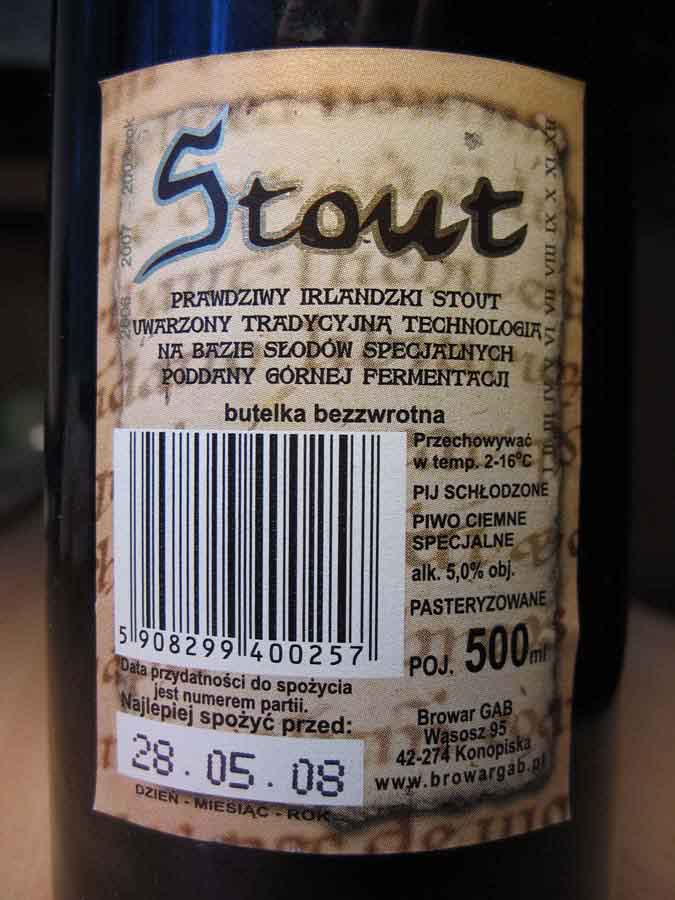 Stout
PRAWDZIWY IRLANDZKI STOUT
UWARZONY TRADYCYJNĄ TECHNOLOGIĄ
NA BAZIE SŁODÓW SPECJALNYCH
PODDANY GÓRNEJ FERMENTACJI
butelka bezzwrotna
Przechowywać
w temp. 2-16°C
PIJ SCHŁODZONE
PIWO CIEMNE
SPECJALNE
alk. 5,0% obj.
PASTERYZOWANE
POJ. 500 ml
5 908299 400257
Data przydatności do spożycia
jest numerem partii.
Najlepiej spożyć przed:
28.05.08
DZIEŃ - MIESIĄC - ROK
Browar GAB
Wąsosz 95
42-274 Konopiska
www.browargab.pl
2006 2007 - 2008 rok
I II III IV V VI VII VIII IX X XI XII